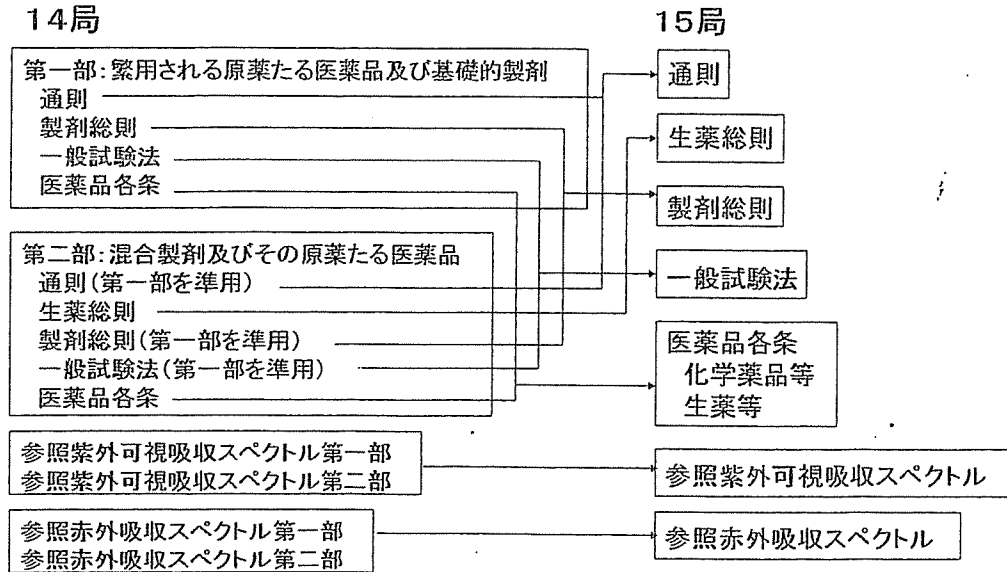 14局
第一部:繁用される原薬たる医薬品及び基礎的製剤
通則
製剤総則
一般試験法
医薬品各条
第二部:混合製剤及びその原薬たる医薬品
通則(第一部を準用)
生薬総則
製剤総則(第一部を準用)
一般試験法(第一部を準用)
医薬品各条
参照紫外可視吸収スペクトル第一部
参照紫外可視吸収スペクトル第二部
参照赤外吸収スペクトル第一部
参照赤外吸収スペクトル第二部
15局
通則
生薬総則
製剤総則
一般試験法
医薬品各条
化学薬品等
生薬等
参照紫外可視吸収スペクトル
参照赤外吸収スペクトル